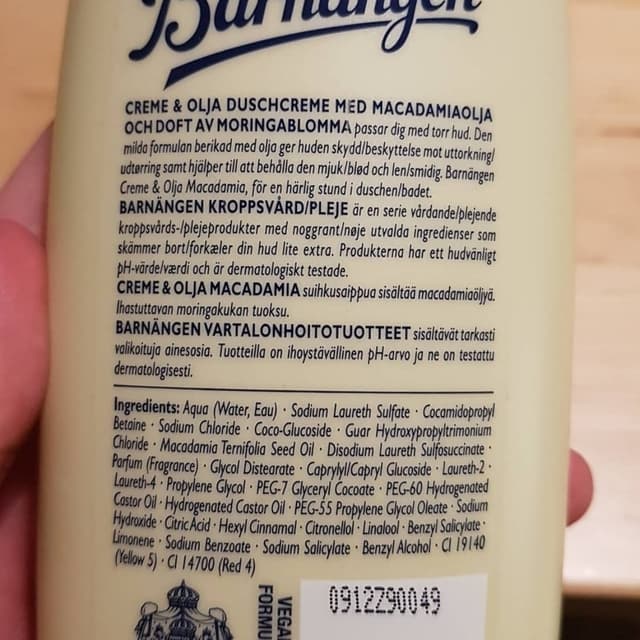 Barnängen
CREME & OLJA DUSCHCREME MED MACADAMIAOLJA
OCH DOFT AV MORINGABLOMMA passar dig med torr hud. Den
milda formulan berikad med olja ger huden skydd/beskyttelse mot uttorkning/
udtørring samt hjälper till att behålla den mjuk/blød och len/smidig. Barnängen
Creme & Olja Macadamia, för en härlig stund i duschen/badet.
BARNÄNGEN KROPPSVÅRD/PLEJE är en serie vårdande/plejende
kroppsvårds-/plejeprodukter med noggrant/nøje utvalda ingredienser som
skämmer bort/forkæler din hud lite extra. Produkterna har ett hudvänligt
pH-värde/værdi och är dermatologiskt testade.
CREME & OLJA MACADAMIA suihkusaippua sisältää macadamiaöljyä.
Ihastuttavan moringakukan tuoksu.
BARNÄNGEN VARTALONHOITOTUOTTEET sisältävät tarkasti
valikoituja ainesosia. Tuotteilla on ihoystävällinen pH-arvo ja ne on testattu
dermatologisesti.
Ingredients: Aqua (Water, Eau) · Sodium Laureth Sulfate · Cocamidopropyl
Betaine · Sodium Chloride · Coco-Glucoside · Guar Hydroxypropyltrimonium
Chloride · Macadamia Ternifolia Seed Oil · Disodium Laureth Sulfosuccinate ·
Parfum (Fragrance) · Glycol Distearate · Caprylyl/Capryl Glucoside · Laureth-2 ·
Laureth-4 · Propylene Glycol · PEG-7 Glyceryl Cocoate · PEG-60 Hydrogenated
Castor Oil · Hydrogenated Castor Oil · PEG-55 Propylene Glycol Oleate · Sodium
Hydroxide · Citric Acid · Hexyl Cinnamal · Citronellol · Linalool · Benzyl Salicylate ·
Limonene · Sodium Benzoate · Sodium Salicylate · Benzyl Alcohol · CI 19140
(Yellow 5) · CI 14700 (Red 4)
0912Z90049